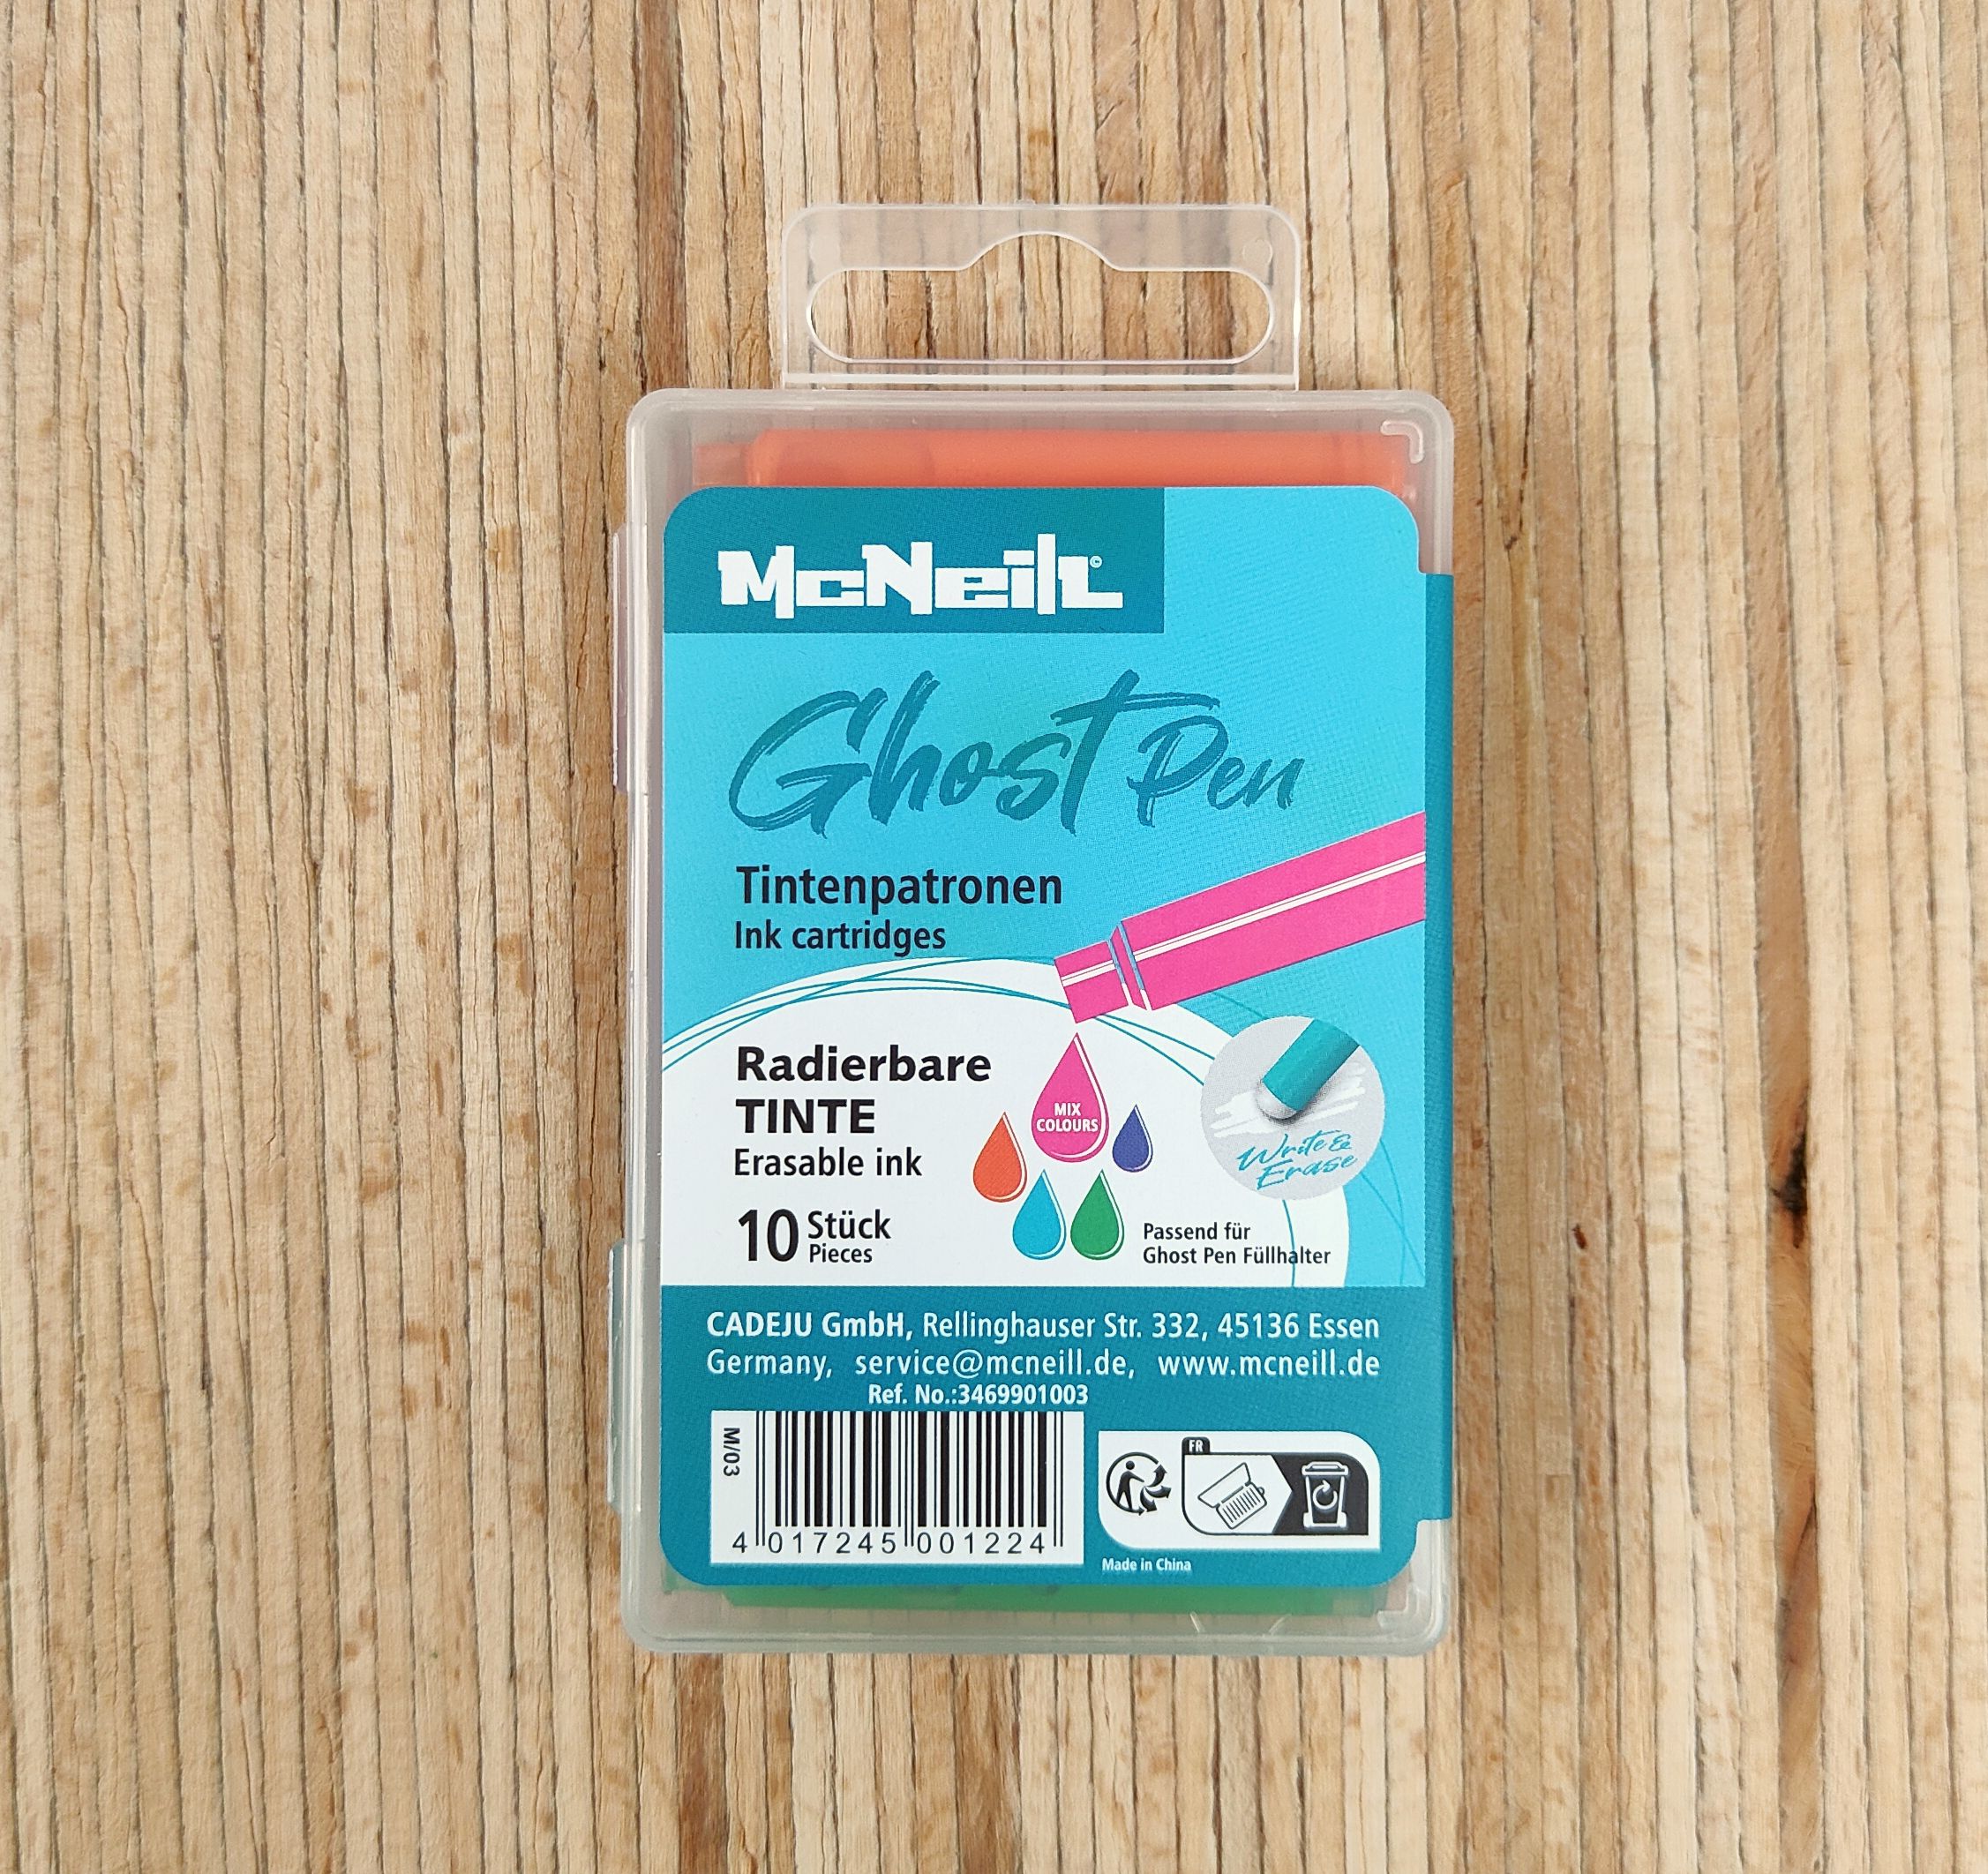 McNeill®
Ghost Pen
Tintenpatronen
Ink cartridges
Radierbare
TINTE
Erasable ink
10 Stück
Pieces
MIX
COLOURS
Write &
Erase
Passend für
Ghost Pen Füllhalter
CADEJU GmbH, Rellinghauser Str. 332, 45136 Essen
Germany, service@mcneill.de, www.mcneill.de
Ref. No.:3469901003
M/03
4 017245 001224
FR
Made in China